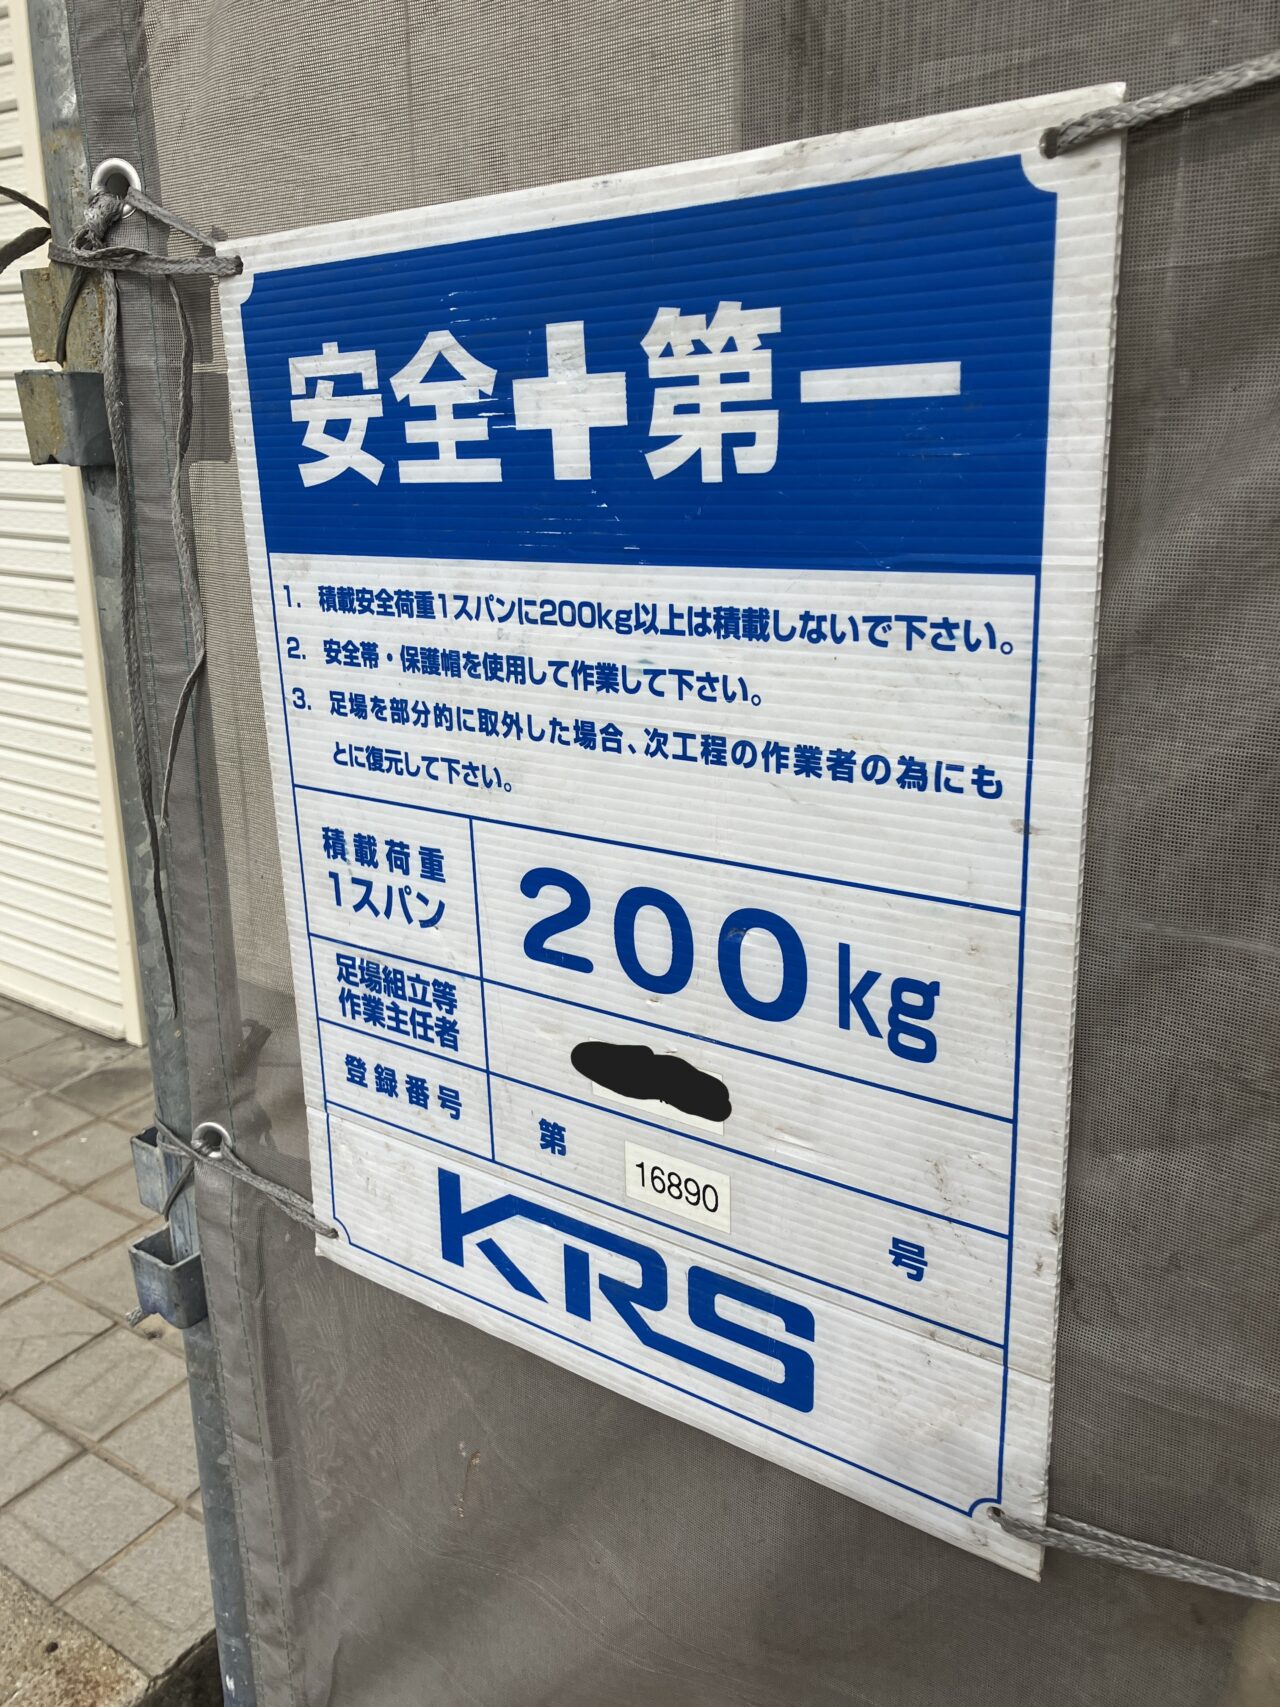 安全✚第一
1. 積載安全荷重1スパンに200kg以上は積載しないで下さい。
2. 安全帯・保護帽を使用して作業して下さい。
3. 足場を部分的に取外した場合、次工程の作業者の為にも
とに復元して下さい。
積載荷重
1スパン
200kg
足場組立等
作業主任者
登録番号
第 16890 号
KRS